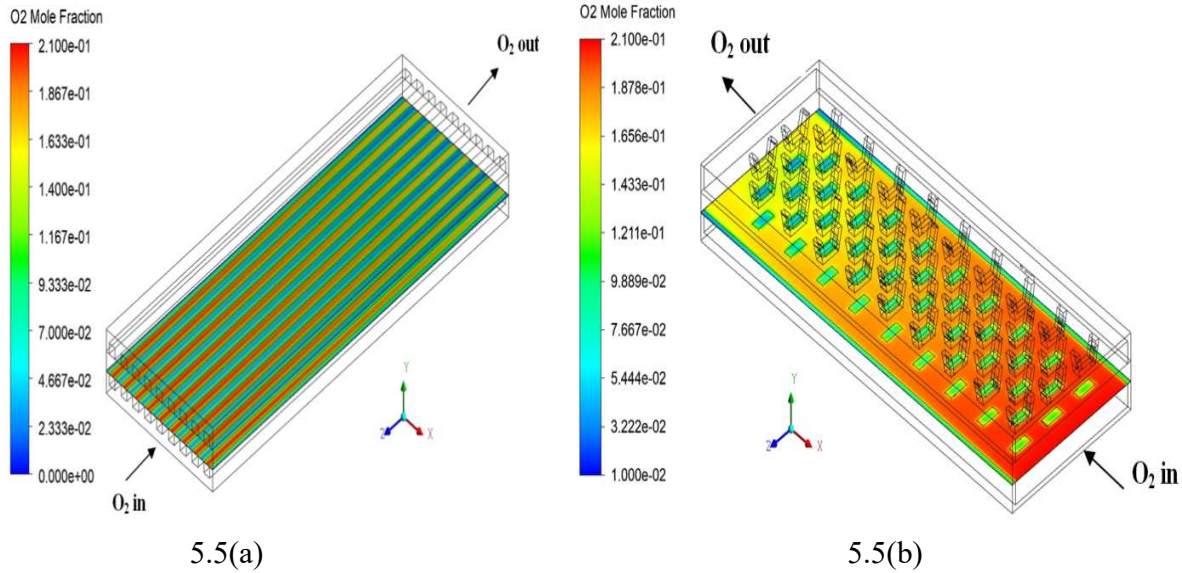 O2 Mole Fraction
2.100e-01
1.867e-01
1.633e-01
1.400e-01
1.167e-01
9.333e-02
7.000e-02
4.667e-02
2.333e-02
0.000e+00
O₂ out
O₂ in
Y
Z
X
5.5(a)
O2 Mole Fraction
2.100e-01
1.878e-01
1.656e-01
1.433e-01
1.211e-01
9.889e-02
7.667e-02
5.444e-02
3.222e-02
1.000e-02
O₂ out
O₂ in
Y
Z
X
5.5(b)